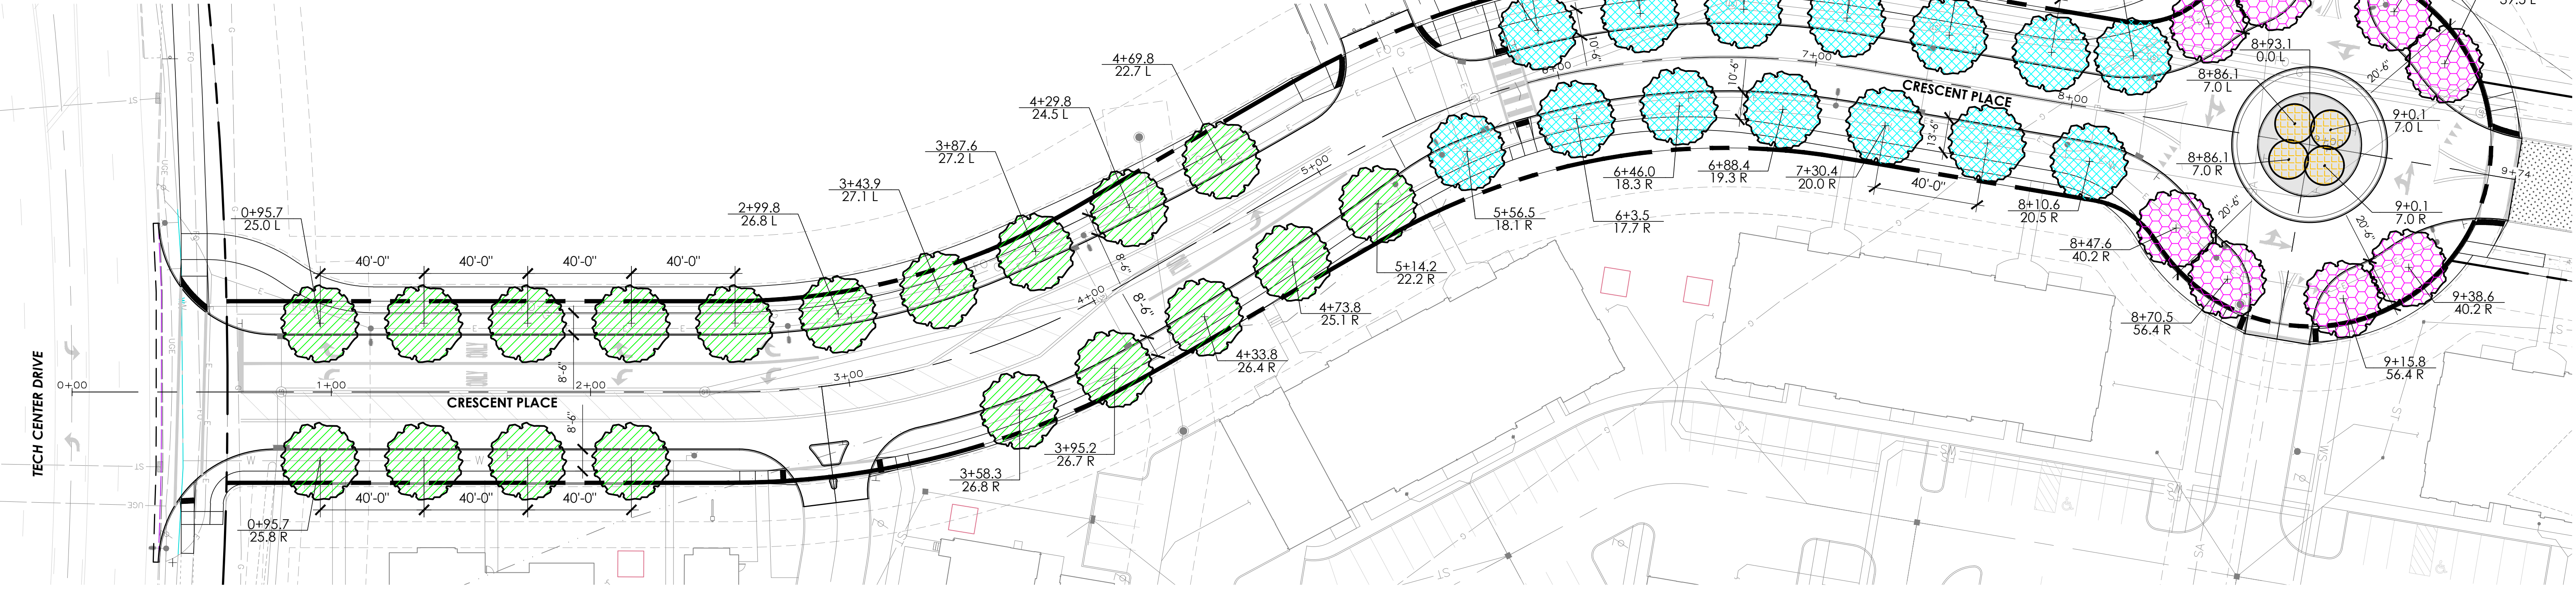 TECH CENTER DRIVE
0+00
1+00
2+00
3+00
4+00
5+00
6+00
7+00
8+00
9+74
CRESCENT PLACE
CRESCENT PLACE
0+95.7
25.0 L
40'-0"
40'-0"
40'-0"
40'-0"
2+99.8
26.8 L
3+43.9
27.1 L
3+87.6
27.2 L
4+29.8
24.5 L
4+69.8
22.7 L
8'-6"
8'-6"
8'-6"
8'-6"
0+95.7
25.8 R
40'-0"
40'-0"
40'-0"
3+58.3
26.8 R
3+95.2
26.7 R
4+33.8
26.4 R
4+73.8
25.1 R
5+14.2
22.2 R
5+56.5
18.1 R
6+3.5
17.7 R
6+46.0
18.3 R
6+88.4
19.3 R
7+30.4
20.0 R
40'-0"
8+10.6
20.5 R
10'-6"
10'-6"
13'-6"
8+47.6
40.2 R
8+70.5
56.4 R
9+15.8
56.4 R
9+38.6
40.2 R
8+93.1
0.0 L
8+86.1
7.0 L
8+86.1
7.0 R
9+0.1
7.0 L
9+0.1
7.0 R
20'-6"
20'-6"
20'-6"
FO
G
E
W
ST
ST
UGE
UGE
UGE
ST
SS